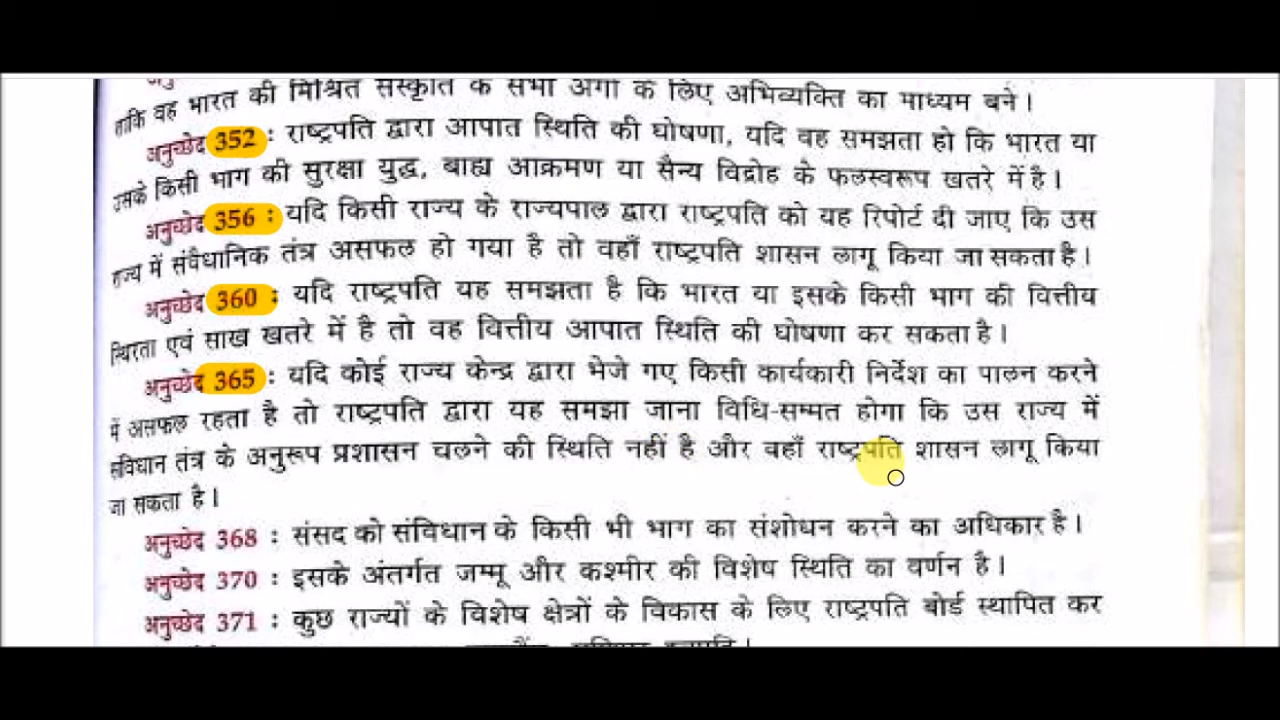 ताकि वह भारत की मिश्रित संस्कृति के सभी अंगों के लिए अभिव्यक्ति का माध्यम बने।
अनुच्छेद 352 : राष्ट्रपति द्वारा आपात स्थिति की घोषणा, यदि वह समझता हो कि भारत या
उसके किसी भाग की सुरक्षा युद्ध, बाह्य आक्रमण या सैन्य विद्रोह के फलस्वरूप खतरे में है।
अनुच्छेद 356 : यदि किसी राज्य के राज्यपाल द्वारा राष्ट्रपति को यह रिपोर्ट दी जाए कि उस
राज्य में संवैधानिक तंत्र असफल हो गया है तो वहाँ राष्ट्रपति शासन लागू किया जा सकता है।
अनुच्छेद 360 : यदि राष्ट्रपति यह समझता है कि भारत या इसके किसी भाग की वित्तीय
स्थिरता एवं साख खतरे में है तो वह वित्तीय आपात स्थिति की घोषणा कर सकता है।
अनुच्छेद 365 : यदि कोई राज्य केन्द्र द्वारा भेजे गए किसी कार्यकारी निर्देश का पालन करने
में असफल रहता है तो राष्ट्रपति द्वारा यह समझा जाना विधि-सम्मत होगा कि उस राज्य में
संविधान तंत्र के अनुरूप प्रशासन चलने की स्थिति नहीं है और वहाँ राष्ट्रपति शासन लागू किया
जा सकता है।
अनुच्छेद 368 : संसद को संविधान के किसी भी भाग का संशोधन करने का अधिकार है।
अनुच्छेद 370 : इसके अंतर्गत जम्मू और कश्मीर की विशेष स्थिति का वर्णन है।
अनुच्छेद 371 : कुछ राज्यों के विशेष क्षेत्रों के विकास के लिए राष्ट्रपति बोर्ड स्थापित कर